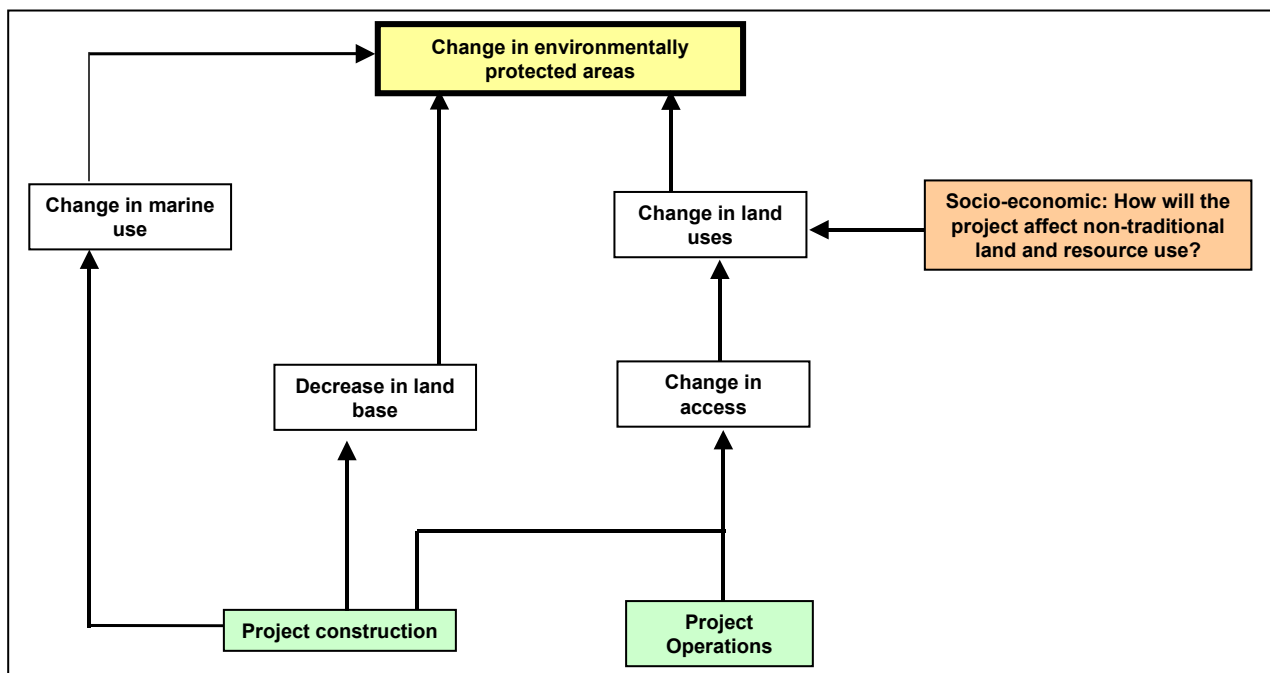 Change in environmentally
protected areas
Change in marine
use
Change in land
uses
Socio-economic: How will the
project affect non-traditional
land and resource use?
Decrease in land
base
Change in
access
Project construction
Project
Operations